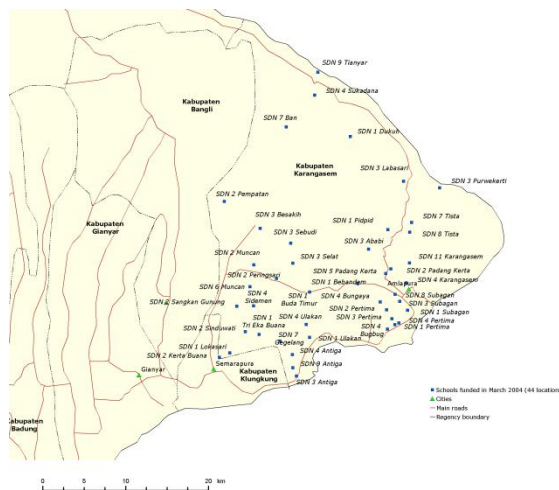 SDN 9 Tianyar
SDN 4 Sukadana
Kabupaten
Bangli
SDN 7 Ban
SDN 1 Dukuh
Kabupaten
Karangasem
SDN 3 Labasari
SDN 3 Purwekerti
SDN 2 Pempatan
Kabupaten
Gianyar
SDN 3 Besakih
SDN 1 Pidpid
SDN 7 Tista
SDN 3 Sebudi
SDN 8 Tista
SDN 3 Ababi
SDN 2 Muncan
SDN 3 Selat
SDN 11 Karangasem
SDN 5 Padang Kerta
SDN 2 Padang Kerta
SDN 2 Peringsari
SDN 1 Bebandem
SDN 4 Karangasem
SDN 6 Muncan
Amlapura
SDN 4
Sidemen
SDN 1
Buda Timur
SDN 4 Bungaya
SDN 8 Subagan
SDN 2 Sangkan Gunung
SDN 3 Subagan
SDN 2 Pertima
SDN 1 Subagan
SDN 1
Tri Eka Buana
SDN 3 Pertima
SDN 4 Pertima
SDN 2 Sinduwati
SDN 4 Ulakan
SDN 4
Bugbug
SDN 1 Pertima
SDN 7
Gegelang
SDN 1 Ulakan
SDN 1 Lokasari
SDN 2 Kerta Buana
SDN 4 Antiga
Semarapura
SDN 9 Antiga
Gianyar
Kabupaten
Klungkung
SDN 3 Antiga
Kabupaten
Badung
Schools funded in March 2004 (44 location
Cities
Main roads
Regency boundary
0 10 20 km